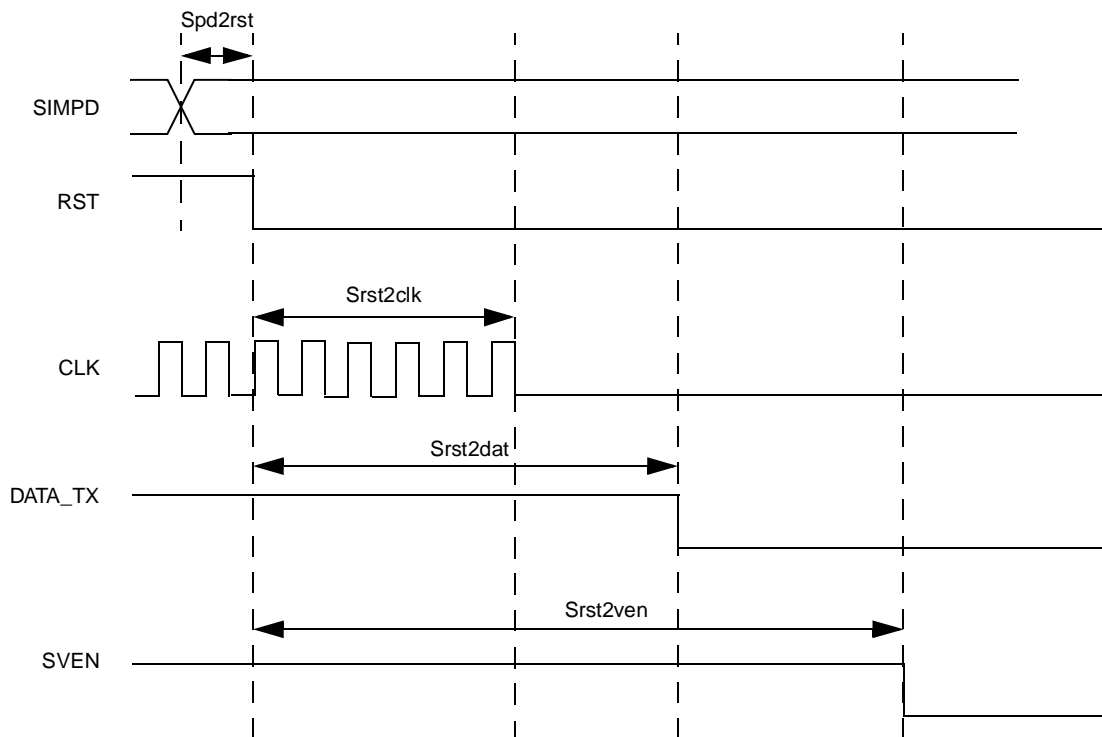 Spd2rst
SIMPD
RST
Srst2clk
CLK
Srst2dat
DATA_TX
Srst2ven
SVEN